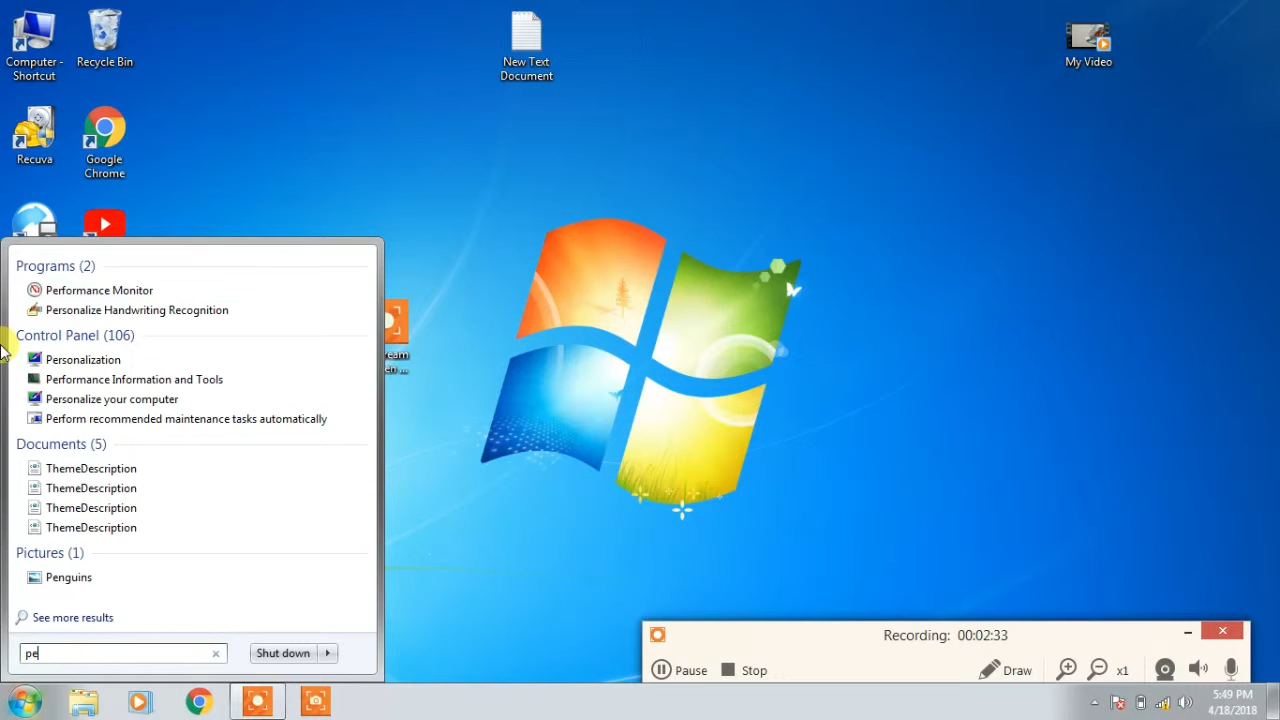 Computer -
Shortcut
Recycle Bin
New Text
Document
My Video
Recuva
Google
Chrome
Programs (2)
Performance Monitor
Personalize Handwriting Recognition
Control Panel (106)
Personalization
Performance Information and Tools
Personalize your computer
Perform recommended maintenance tasks automatically
Documents (5)
ThemeDescription
ThemeDescription
ThemeDescription
ThemeDescription
Pictures (1)
Penguins
See more results
pe
Shut down
Recording: 00:02:33
Pause
Stop
Draw
x1
5:49 PM
4/18/2018